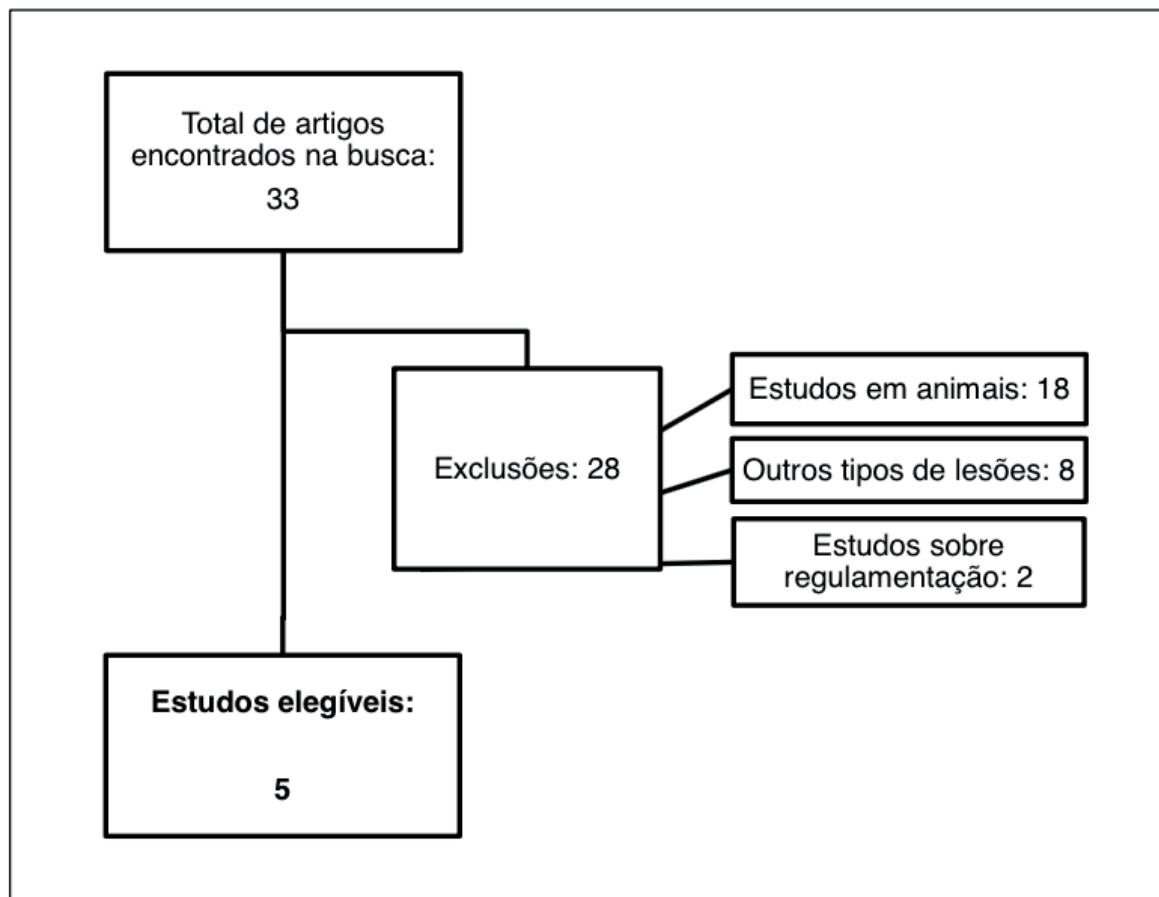 Total de artigos
encontrados na busca:
33
Exclusões: 28
Estudos em animais: 18
Outros tipos de lesões: 8
Estudos sobre
regulamentação: 2
Estudos elegíveis:
5